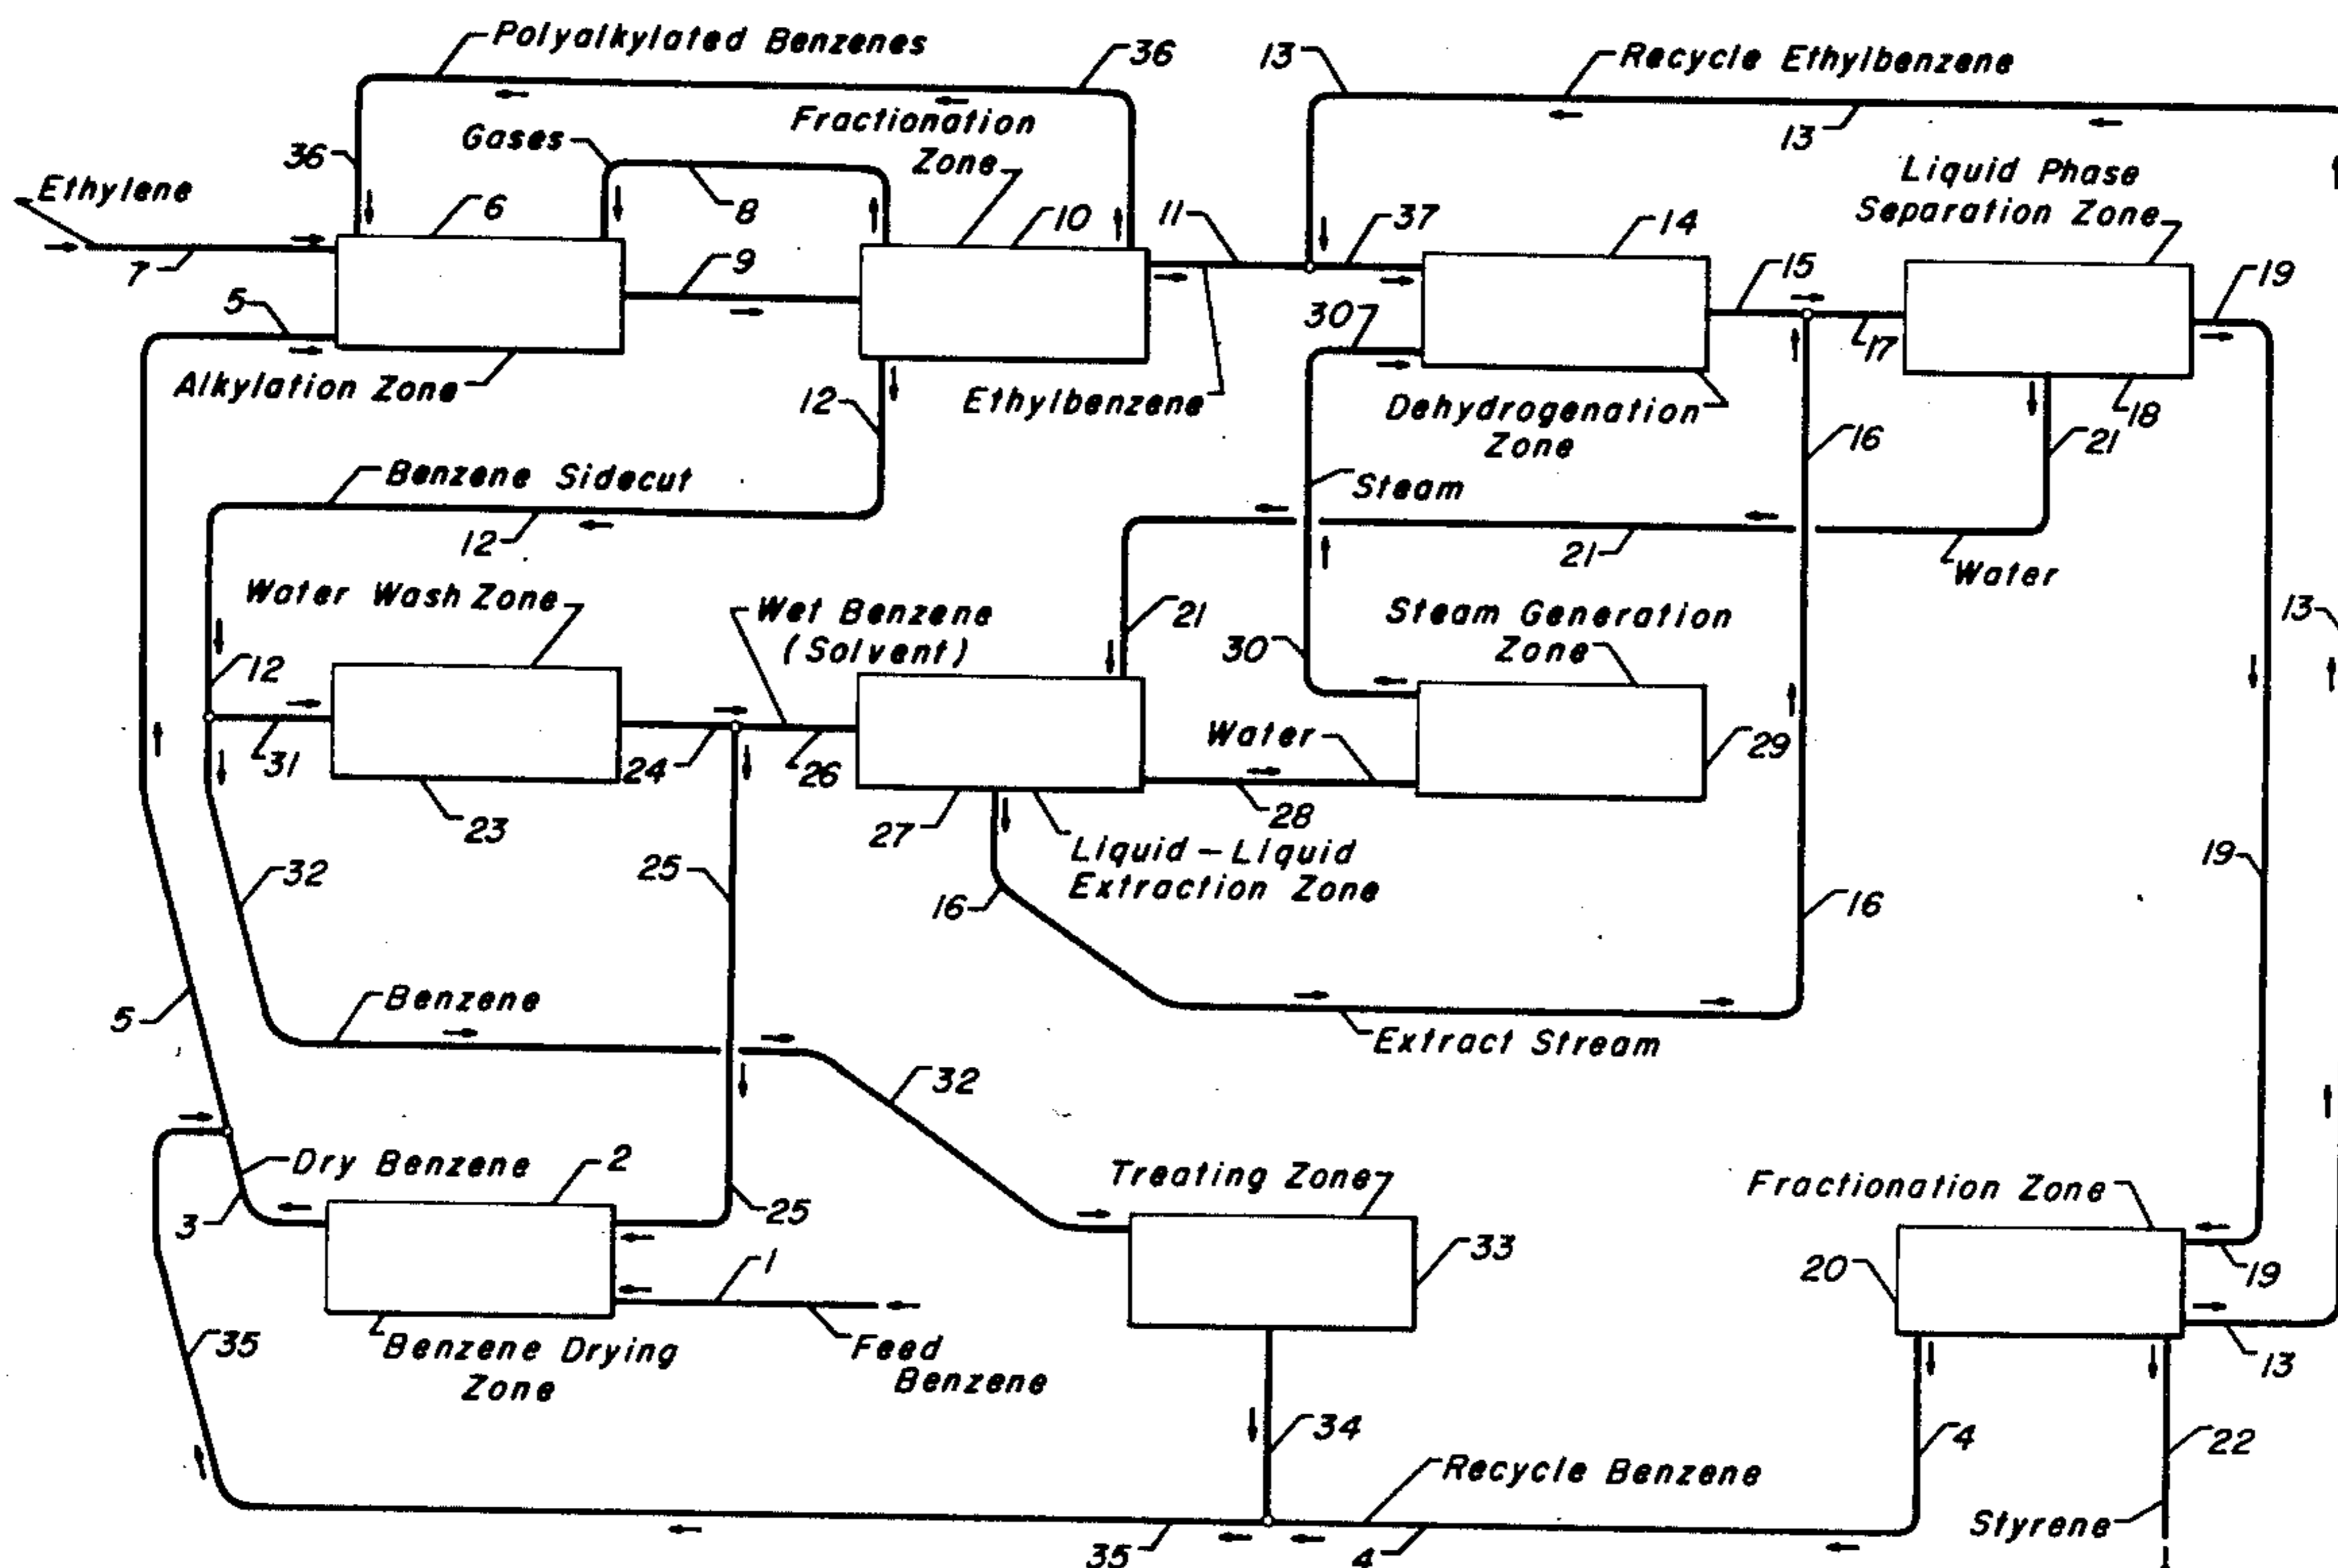 Polyalkylated Benzenes
36
13
Recycle Ethylbenzene
Fractionation
Zone
Gases
13
36
Liquid Phase
Separation Zone
Ethylene
6
8
10
11
37
14
7
9
15
19
5
30
17
Alkylation Zone
12
Ethylbenzene
Dehydrogenation
Zone
18
16
21
Benzene Sidecut
Steam
12
21
Water
Water Wash Zone
Wet Benzene
(Solvent)
21
Steam Generation
Zone
13
30
12
Water
31
24
26
29
23
27
28
Liquid-Liquid
Extraction Zone
32
25
19
16
16
Benzene
5
Extract Stream
32
Dry Benzene
2
Treating Zone
Fractionation Zone
3
25
33
1
20
19
35
Benzene Drying
Zone
Feed
Benzene
13
34
4
22
Recycle Benzene
Styrene
35
4